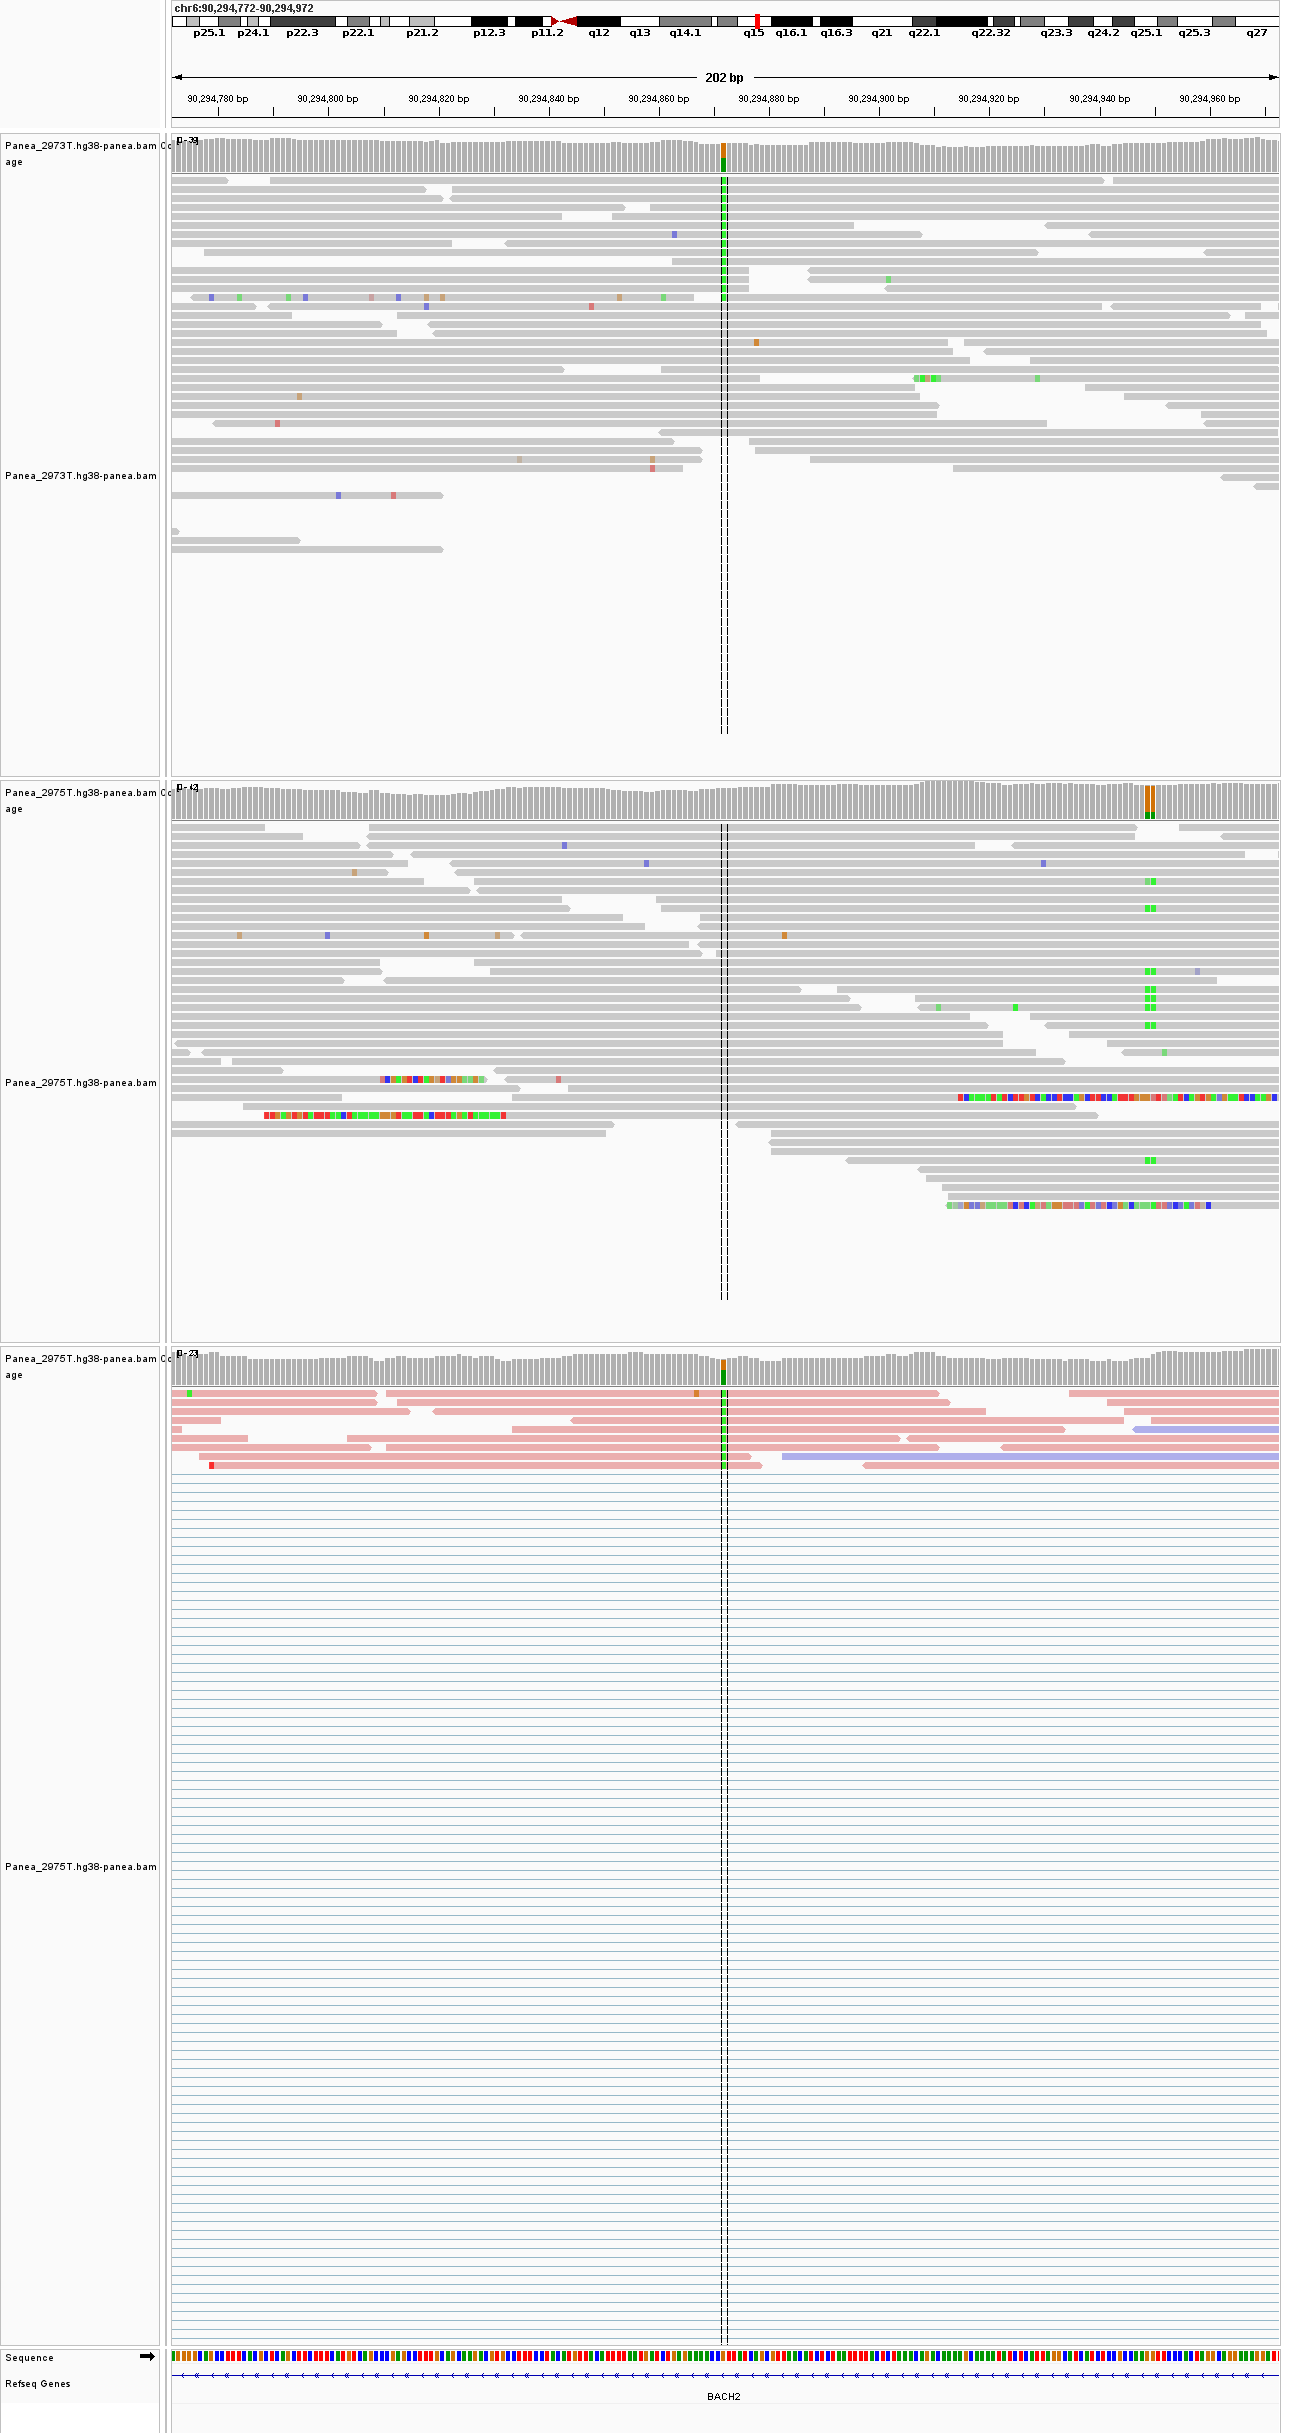 chr6:90,294,772-90,294,972
p25.1 p24.1 p22.3 p22.1 p21.2 p12.3 p11.2 q12 q13 q14.1 q15 q16.1 q16.3 q21 q22.1 q22.32 q23.3 q24.2 q25.1 q25.3 q27
202 bp
90,294,780 bp 90,294,800 bp 90,294,820 bp 90,294,840 bp 90,294,860 bp 90,294,880 bp 90,294,900 bp 90,294,920 bp 90,294,940 bp 90,294,960 bp
Panea_2973T.hg38-panea.bam Co
age
[0-39]
Panea_2973T.hg38-panea.bam
Panea_2975T.hg38-panea.bam Co
age
[0-42]
Panea_2975T.hg38-panea.bam
Panea_2975T.hg38-panea.bam Co
age
[0-23]
Panea_2975T.hg38-panea.bam
Sequence
Refseq Genes
BACH2